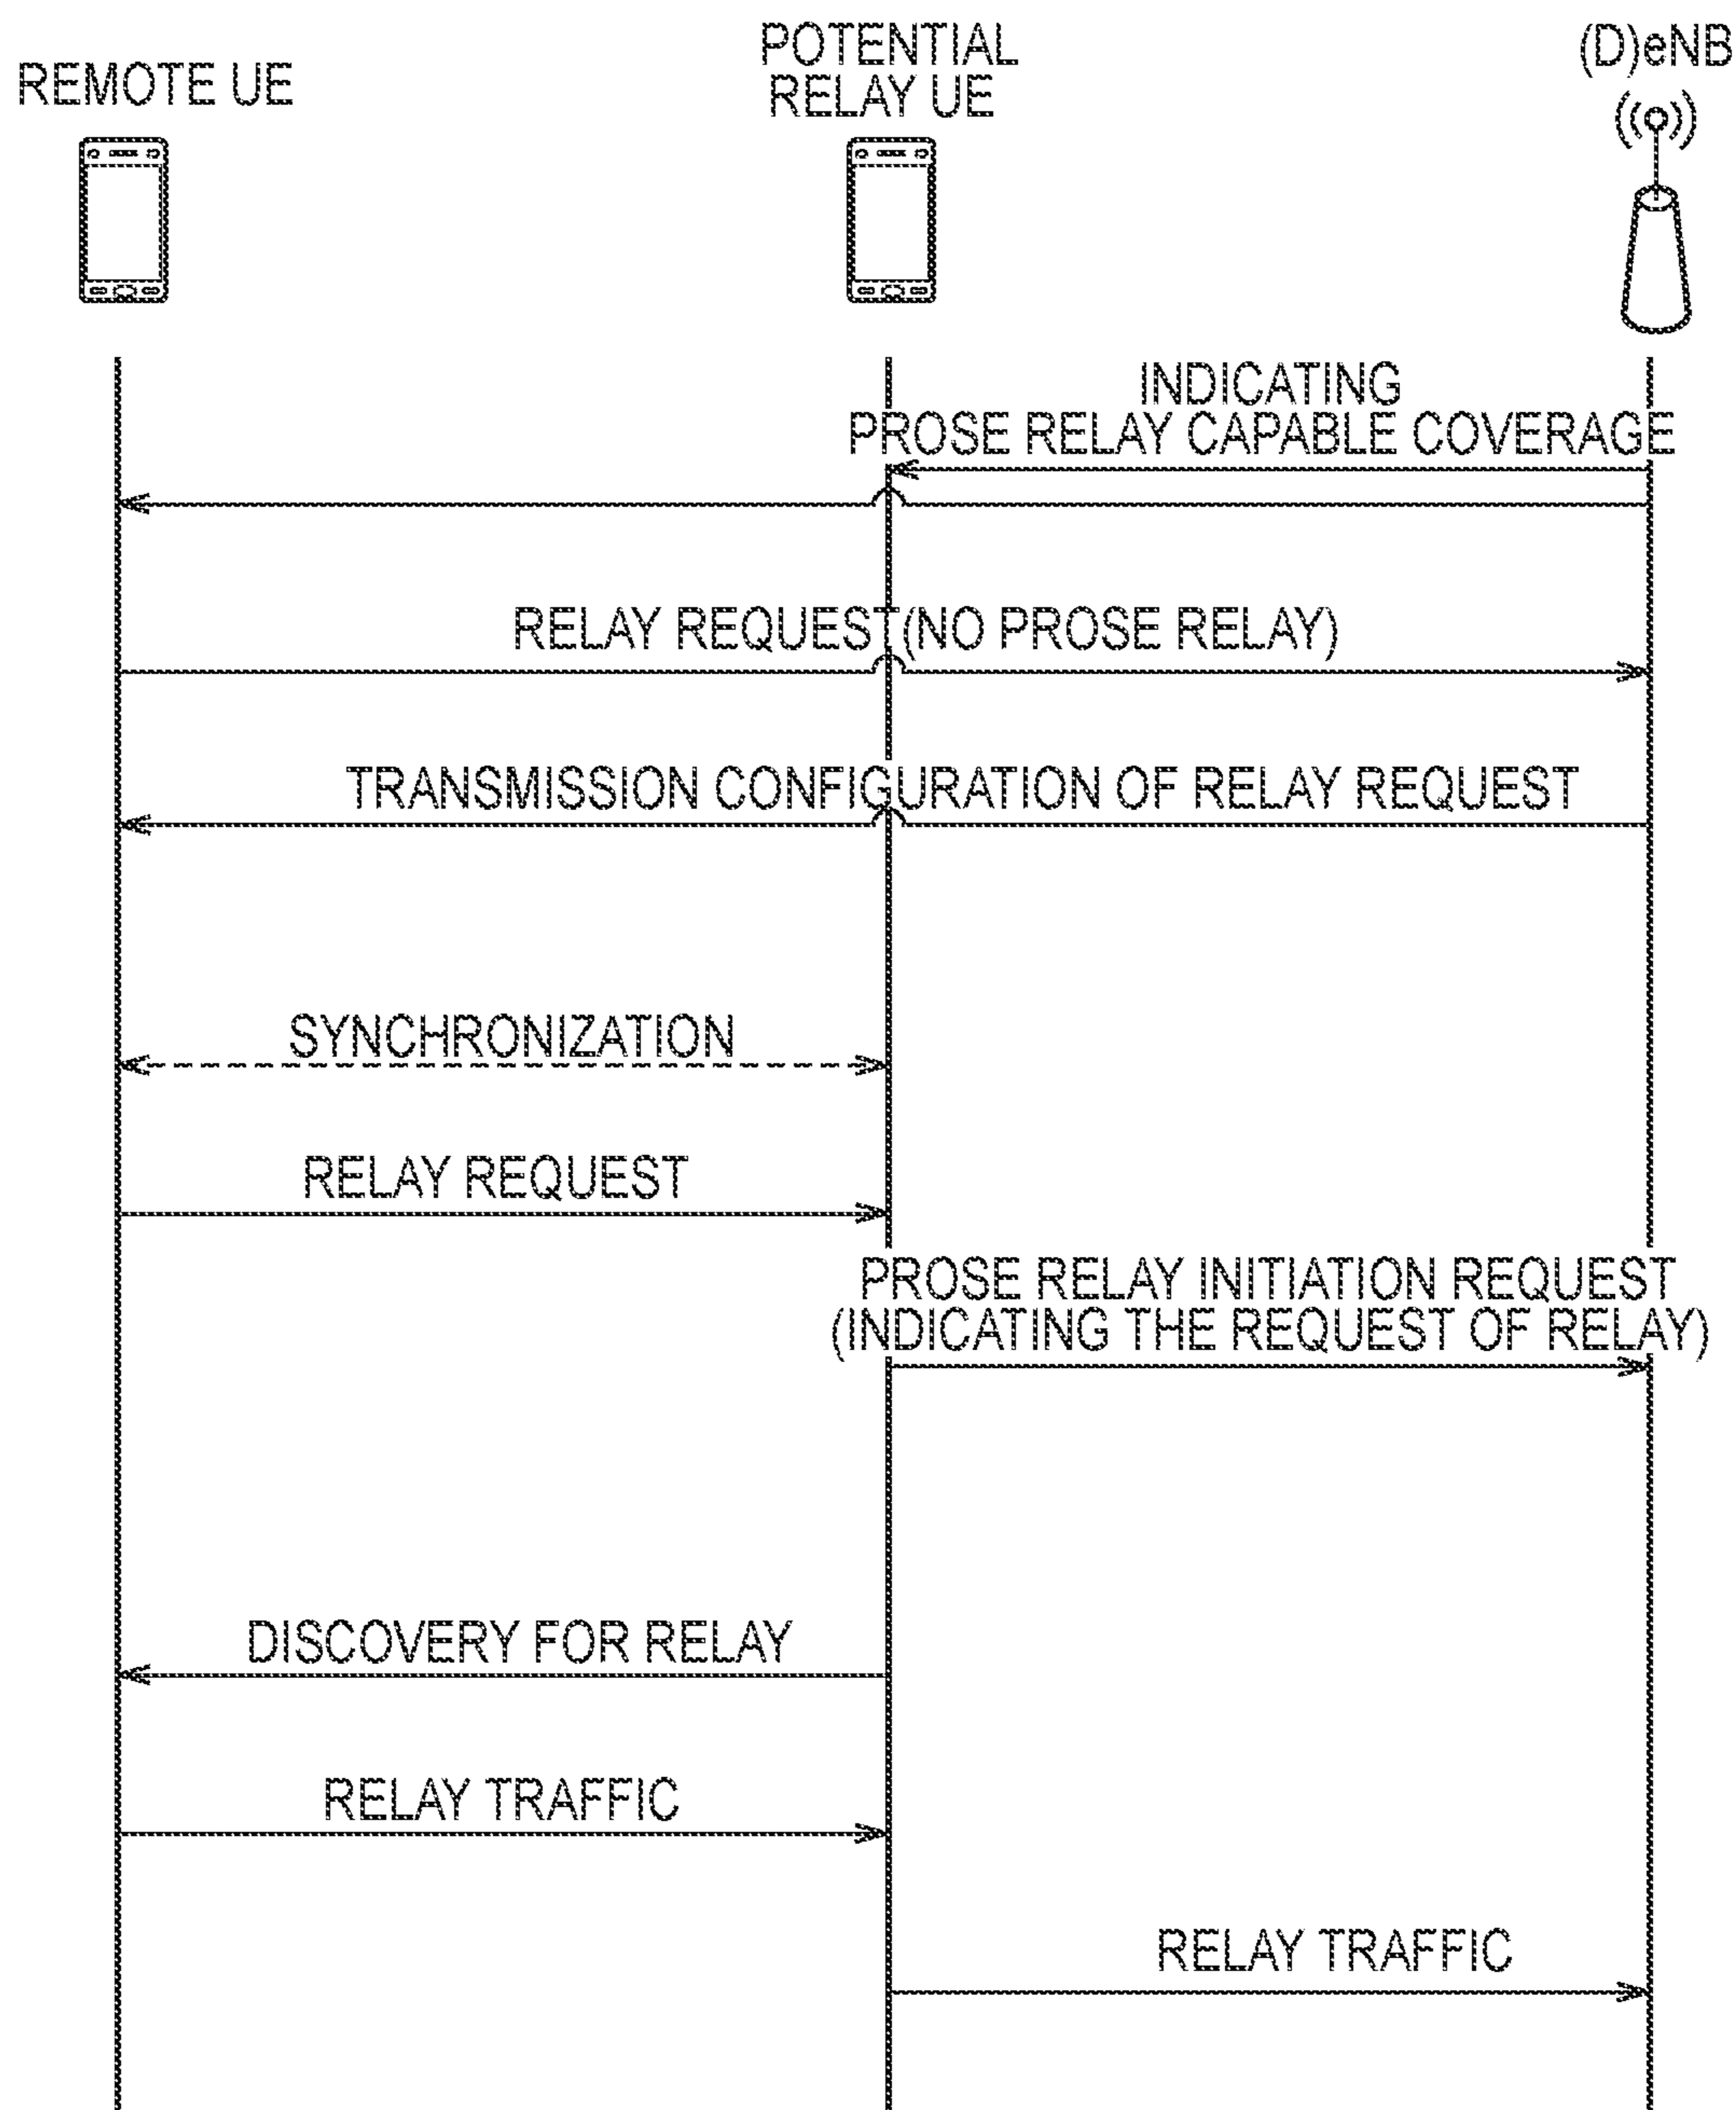 REMOTE UE
POTENTIAL
RELAY UE
(D)eNB
INDICATING
PROSE RELAY CAPABLE COVERAGE
RELAY REQUEST(NO PROSE RELAY)
TRANSMISSION CONFIGURATION OF RELAY REQUEST
SYNCHRONIZATION
RELAY REQUEST
PROSE RELAY INITIATION REQUEST
(INDICATING THE REQUEST OF RELAY)
DISCOVERY FOR RELAY
RELAY TRAFFIC
RELAY TRAFFIC